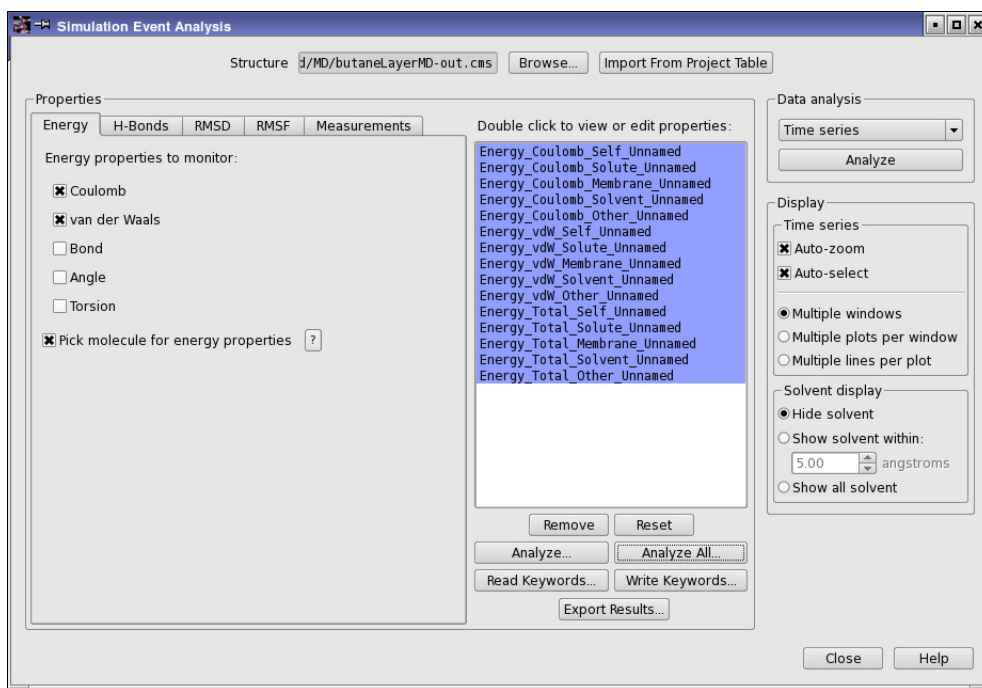 Simulation Event Analysis
Structure d/MD/butaneLayerMD-out.cms Browse... Import From Project Table
Properties
Energy H-Bonds RMSD RMSF Measurements
Energy properties to monitor:
Coulomb
van der Waals
Bond
Angle
Torsion
Pick molecule for energy properties ?
Double click to view or edit properties:
Energy_Coulomb_Self_Unnamed
Energy_Coulomb_Solute_Unnamed
Energy_Coulomb_Membrane_Unnamed
Energy_Coulomb_Solvent_Unnamed
Energy_Coulomb_Other_Unnamed
Energy_vdW_Self_Unnamed
Energy_vdW_Solute_Unnamed
Energy_vdW_Membrane_Unnamed
Energy_vdW_Solvent_Unnamed
Energy_vdW_Other_Unnamed
Energy_Total_Self_Unnamed
Energy_Total_Solute_Unnamed
Energy_Total_Membrane_Unnamed
Energy_Total_Solvent_Unnamed
Energy_Total_Other_Unnamed
Remove Reset
Analyze... Analyze All...
Read Keywords... Write Keywords...
Export Results...
Data analysis
Time series
Analyze
Display
Time series
Auto-zoom
Auto-select
Multiple windows
Multiple plots per window
Multiple lines per plot
Solvent display
Hide solvent
Show solvent within:
5.00 angstroms
Show all solvent
Close Help